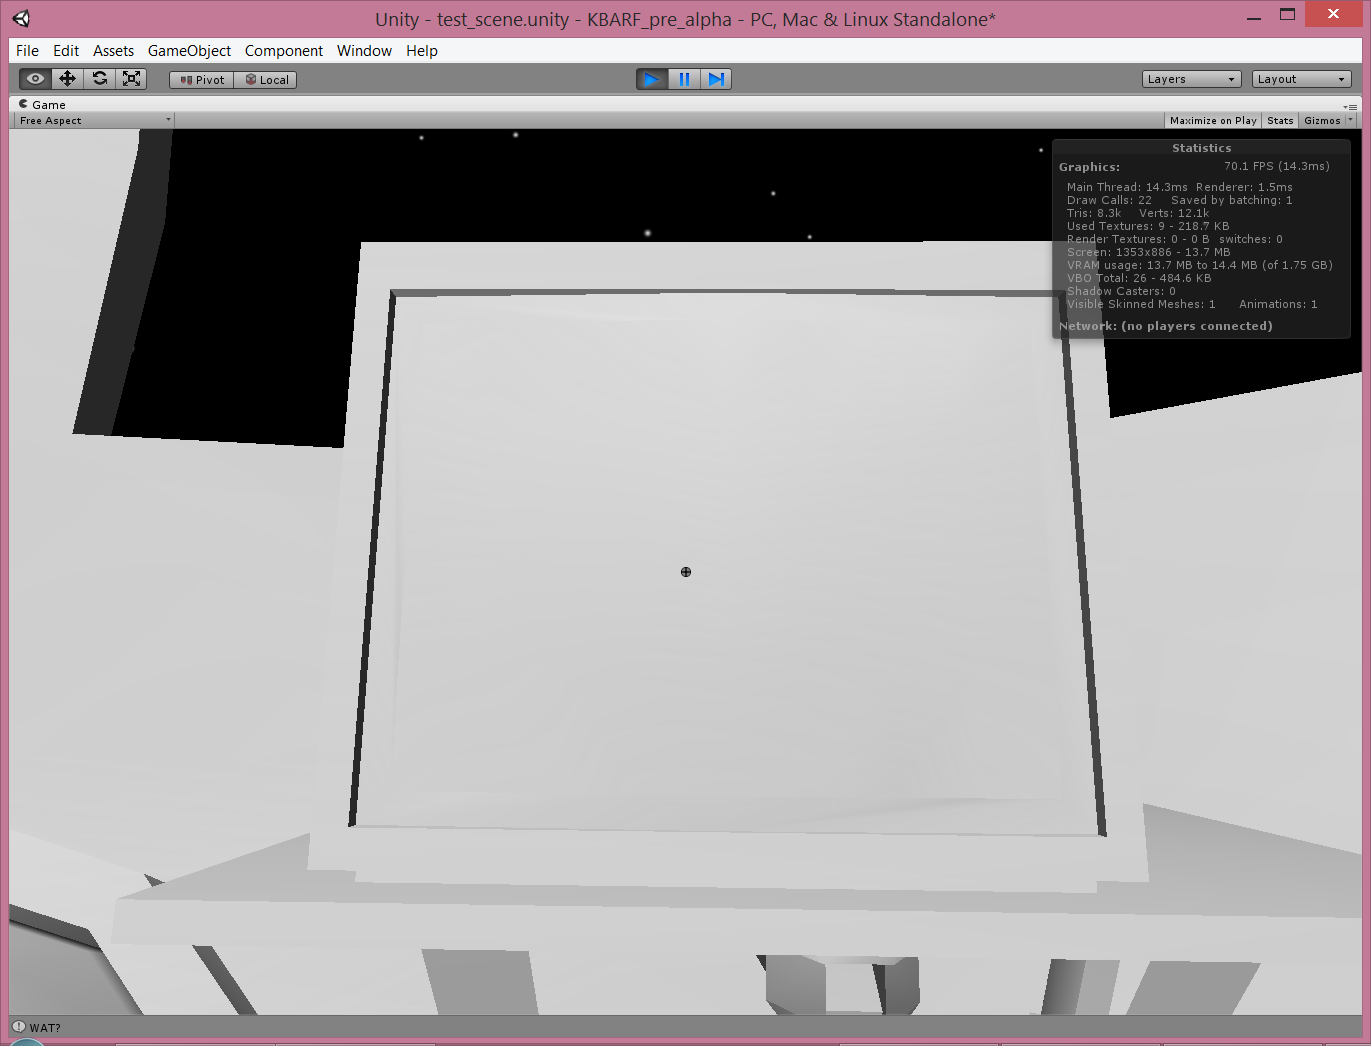 Unity - test_scene.unity - KBARF_pre_alpha - PC, Mac & Linux Standalone*
File Edit Assets GameObject Component Window Help
Pivot Local Layers Layout
Game
Free Aspect Maximize on Play Stats Gizmos
Statistics
Graphics: 70.1 FPS (14.3ms)
Main Thread: 14.3ms Renderer: 1.5ms
Draw Calls: 22 Saved by batching: 1
Tris: 8.3k Verts: 12.1k
Used Textures: 9 - 218.7 KB
Render Textures: 0 - 0 B switches: 0
Screen: 1353x886 - 13.7 MB
VRAM usage: 13.7 MB to 14.4 MB (of 1.75 GB)
VBO Total: 26 - 484.6 KB
Shadow Casters: 0
Visible Skinned Meshes: 1 Animations: 1
Network: (no players connected)
WAT?